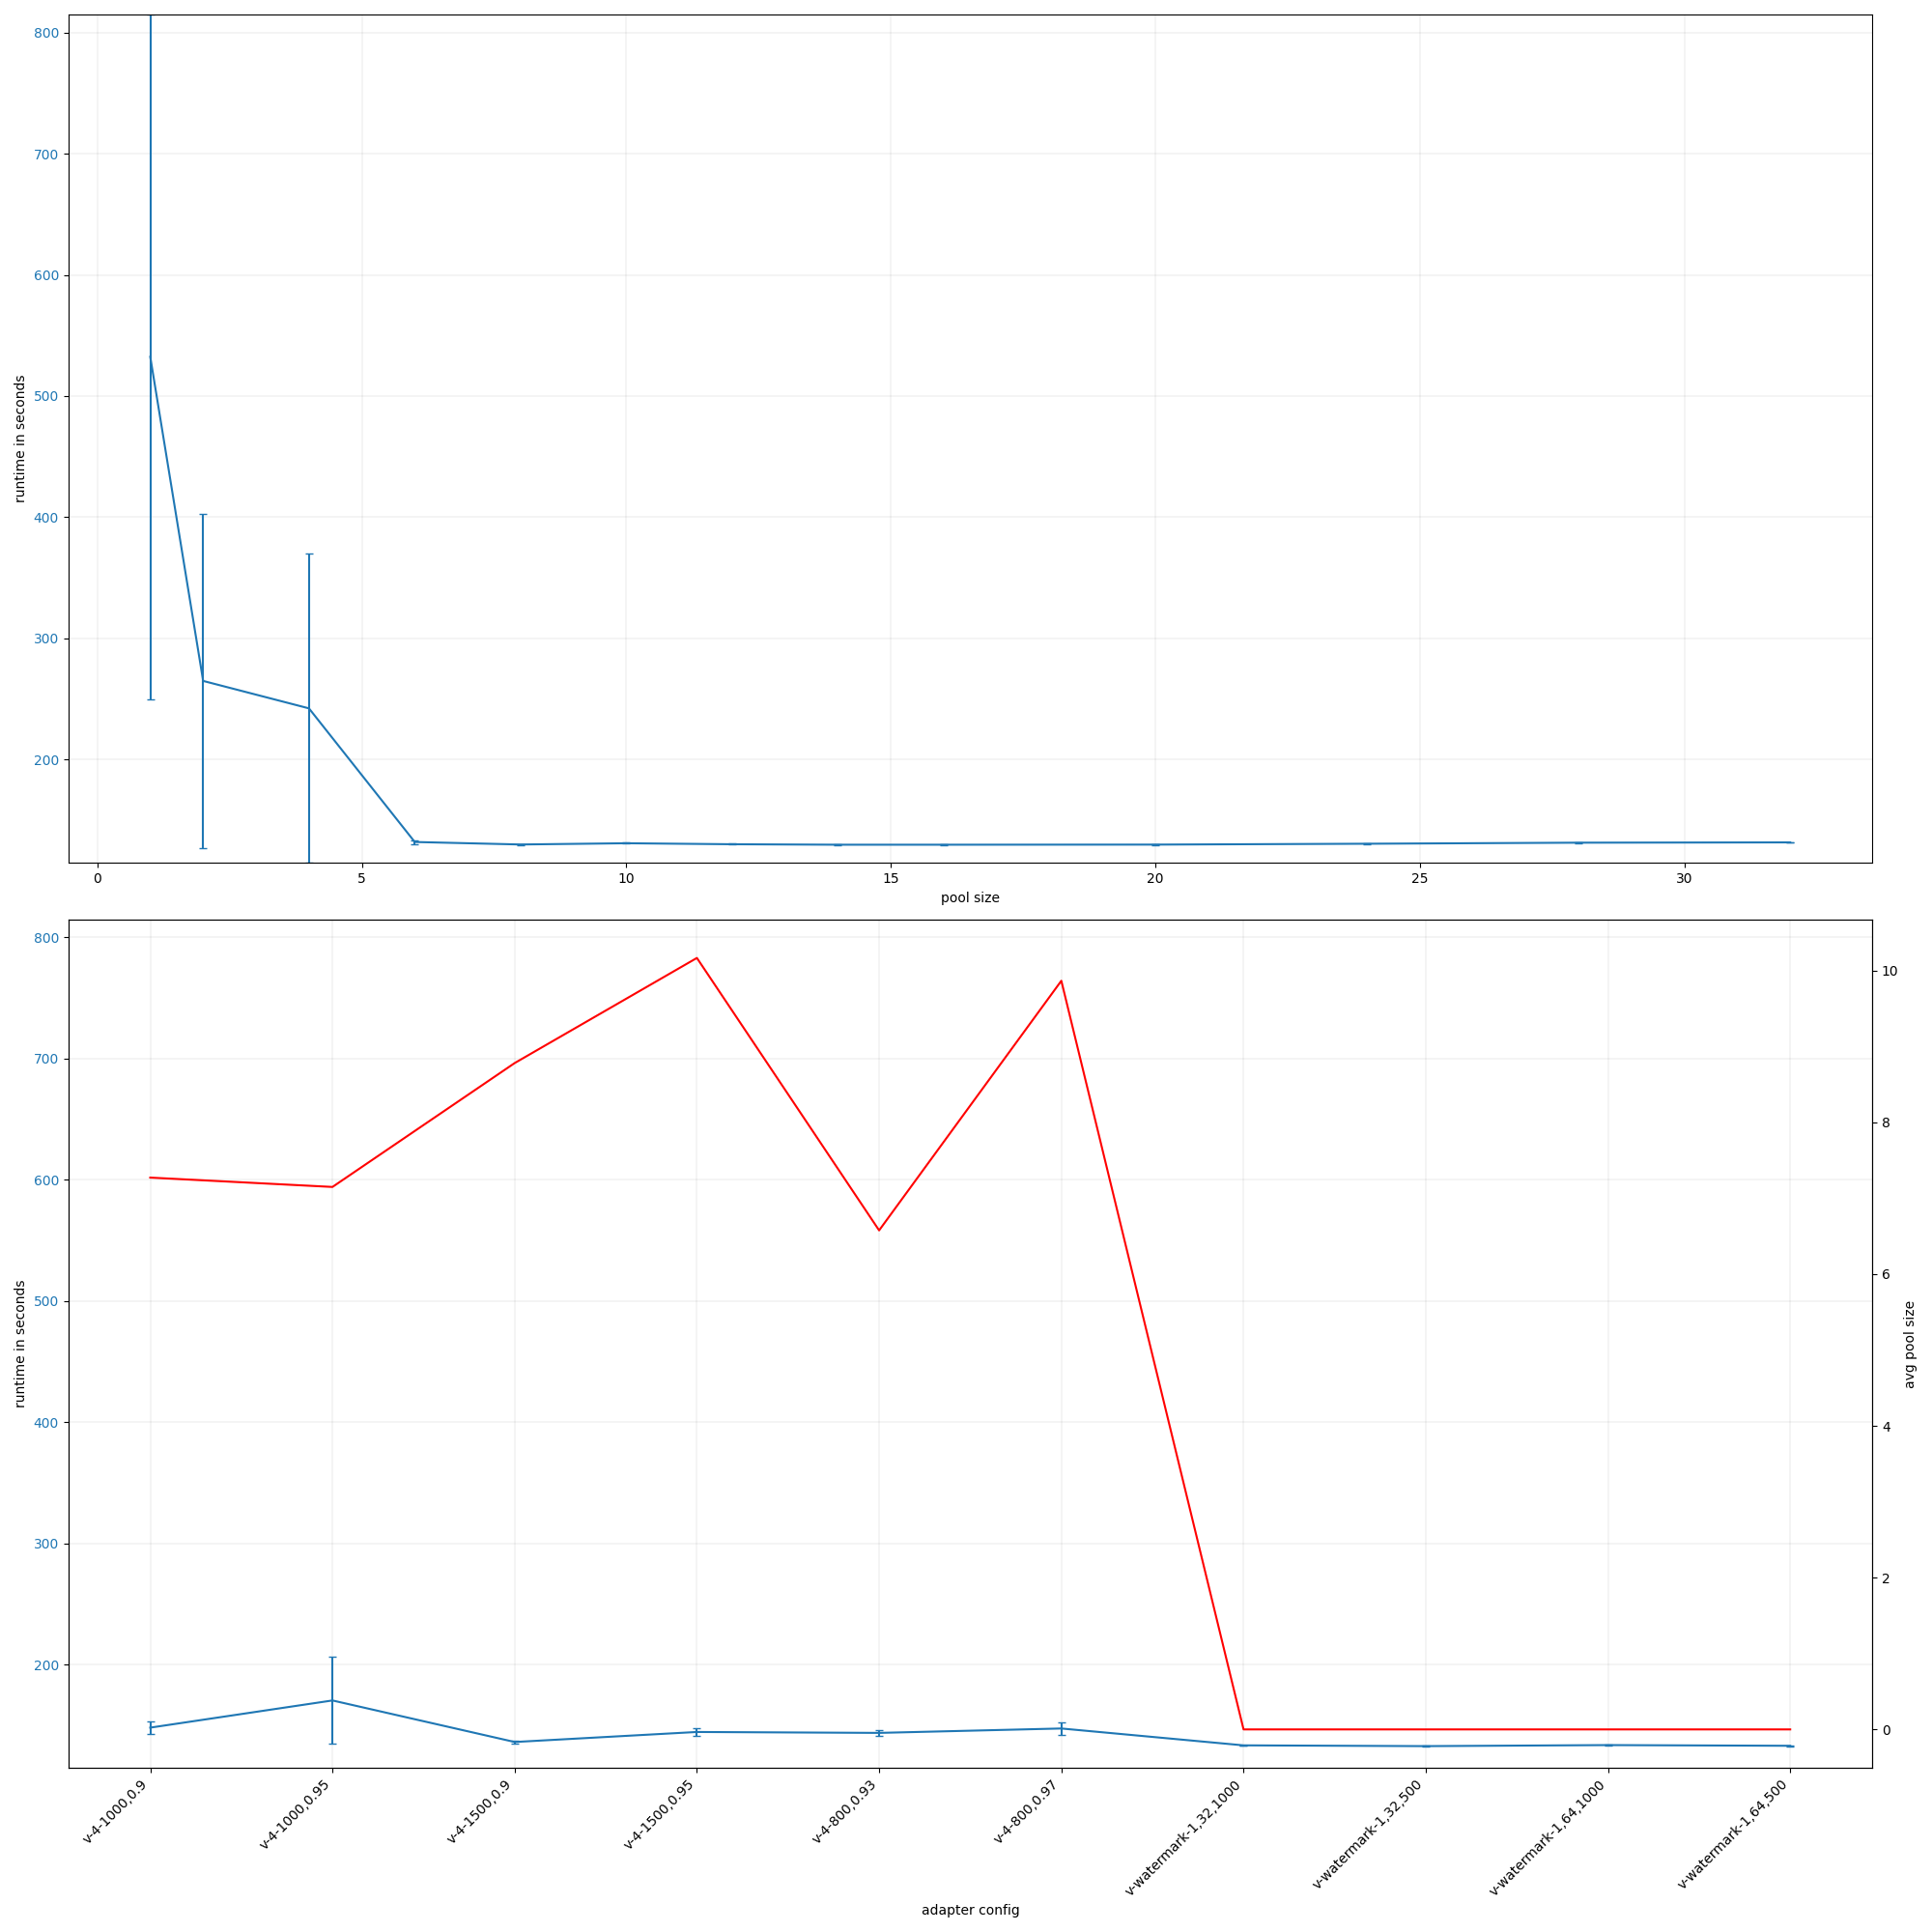 800
700
600
500
400
300
200
runtime in seconds
0 5 10 15 20 25 30
pool size
800
700
600
500
400
300
200
runtime in seconds
10
8
6
4
2
0
avg pool size
v-4-1000,0.9
v-4-1000,0.95
v-4-1500,0.9
v-4-1500,0.95
v-4-800,0.93
v-4-800,0.97
v-watermark-1,32,1000
v-watermark-1,32,500
v-watermark-1,64,1000
v-watermark-1,64,500
adapter config